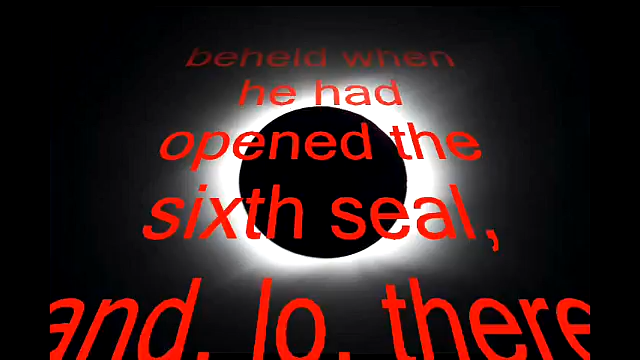 beheld when
he had
opened the
sixth seal,
and, lo, there